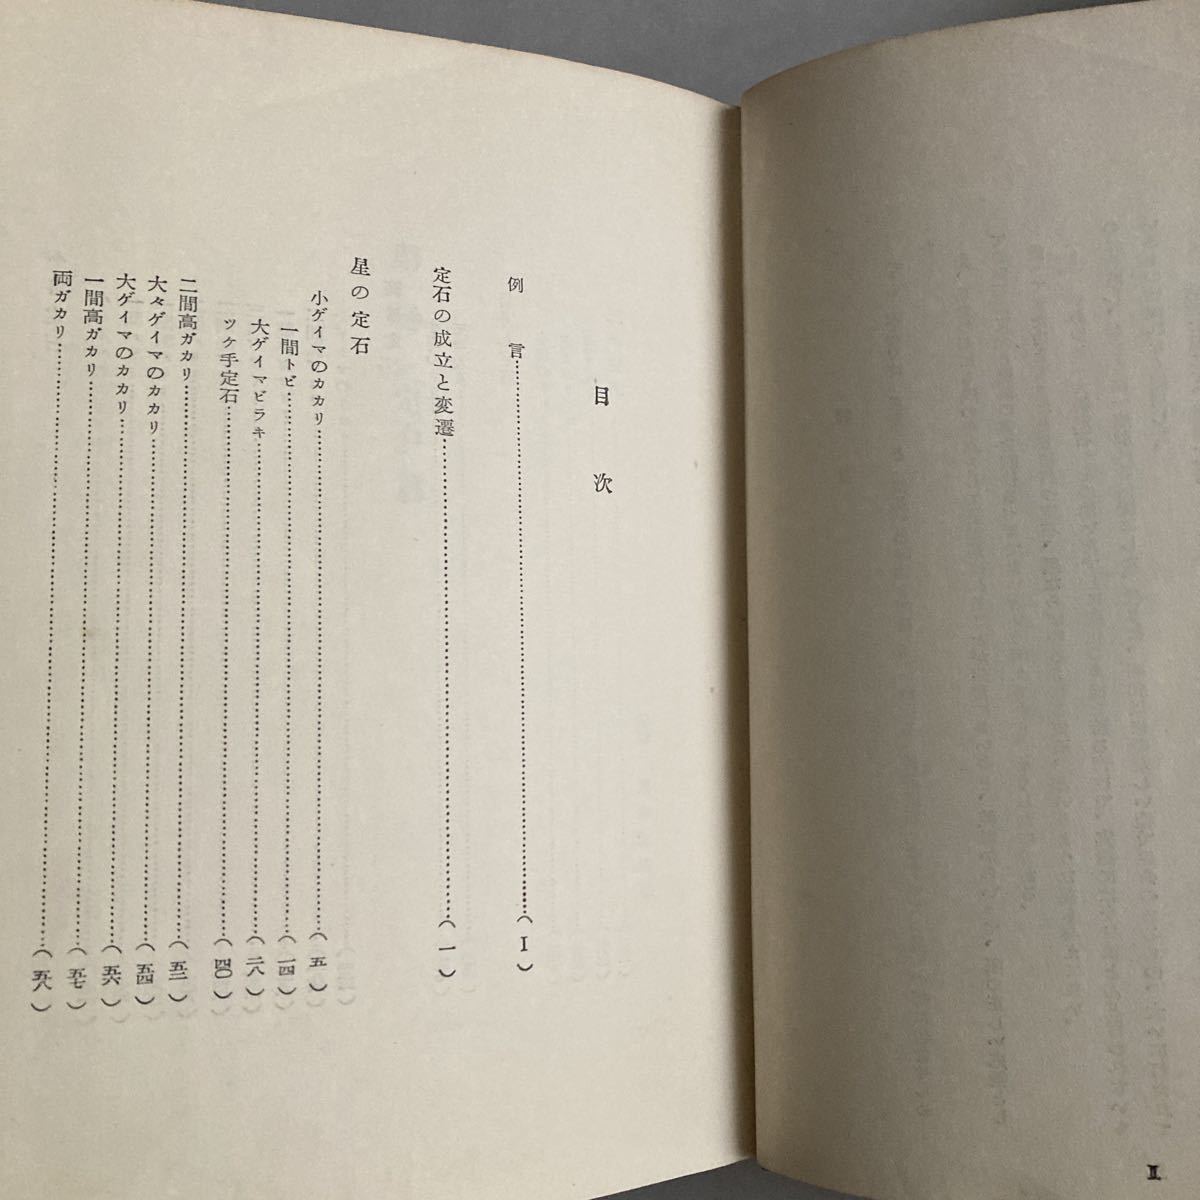 Ⅱ
目次
例言……(Ⅰ)
定石の成立と変遷……(一)
星の定石
小ゲイマのカカリ……(五)
一間トビ……(一四)
大ゲイマビラキ……(二八)
ツケ手定石……(四〇)
二間高ガカリ……(五二)
大々ゲイマのカカリ……(五四)
大ゲイマのカカリ……(五六)
一間高ガカリ……(五七)
両ガカリ……(五八)